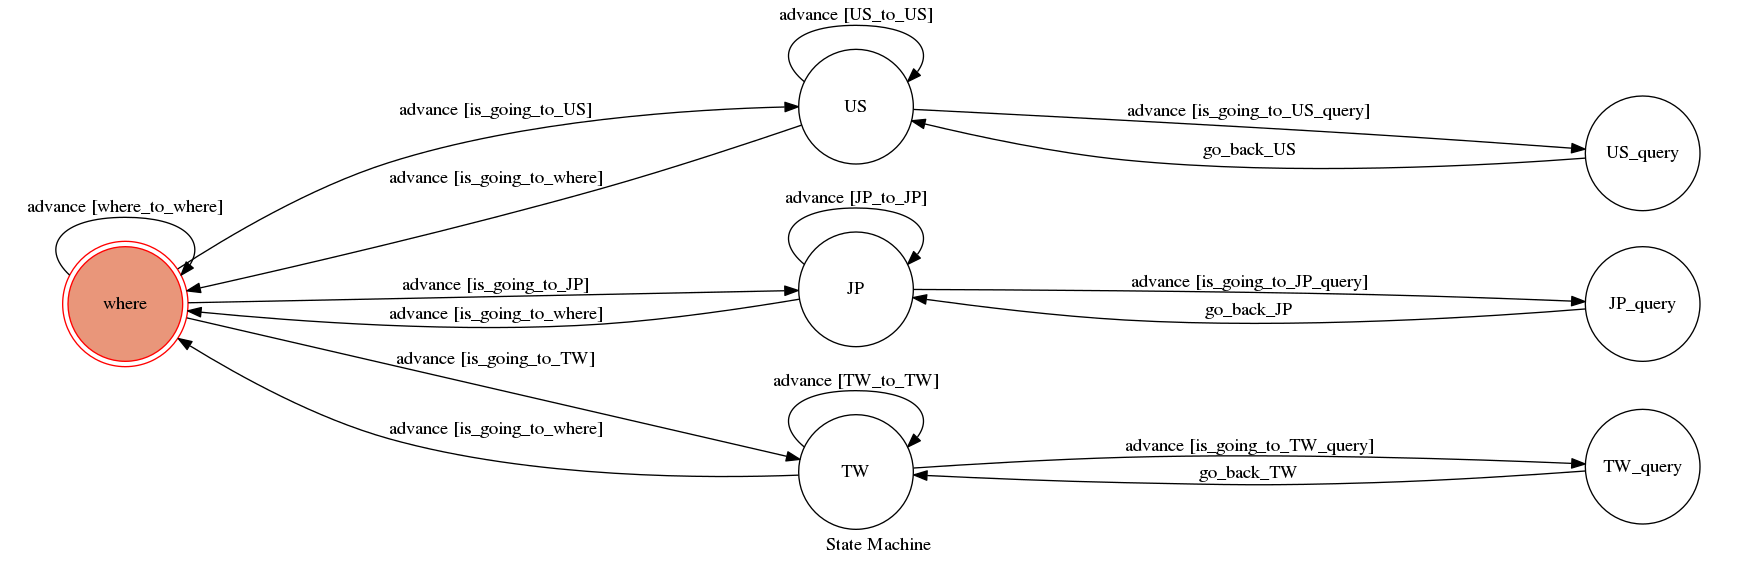 advance [US_to_US]
US
advance [is_going_to_US]
advance [is_going_to_US_query]
go_back_US
US_query
advance [is_going_to_where]
advance [JP_to_JP]
advance [where_to_where]
where
advance [is_going_to_JP]
JP
advance [is_going_to_JP_query]
go_back_JP
JP_query
advance [is_going_to_where]
advance [is_going_to_TW]
advance [TW_to_TW]
advance [is_going_to_where]
TW
advance [is_going_to_TW_query]
go_back_TW
TW_query
State Machine